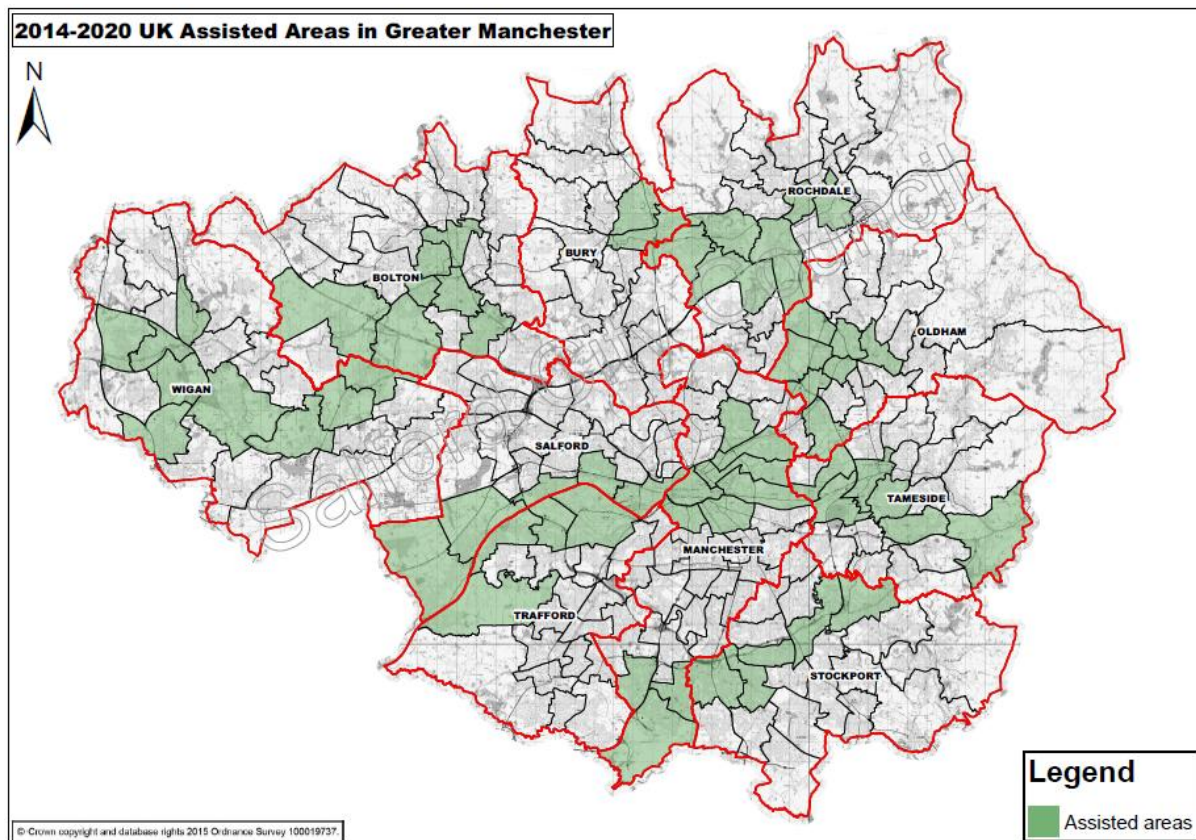 2014-2020 UK Assisted Areas in Greater Manchester
N
ROCHDALE
BURY
BOLTON
OLDHAM
WIGAN
SALFORD
TAMESIDE
MANCHESTER
TRAFFORD
STOCKPORT
Salford City Council
Legend
Assisted areas
© Crown copyright and database rights 2015 Ordnance Survey 100019737.